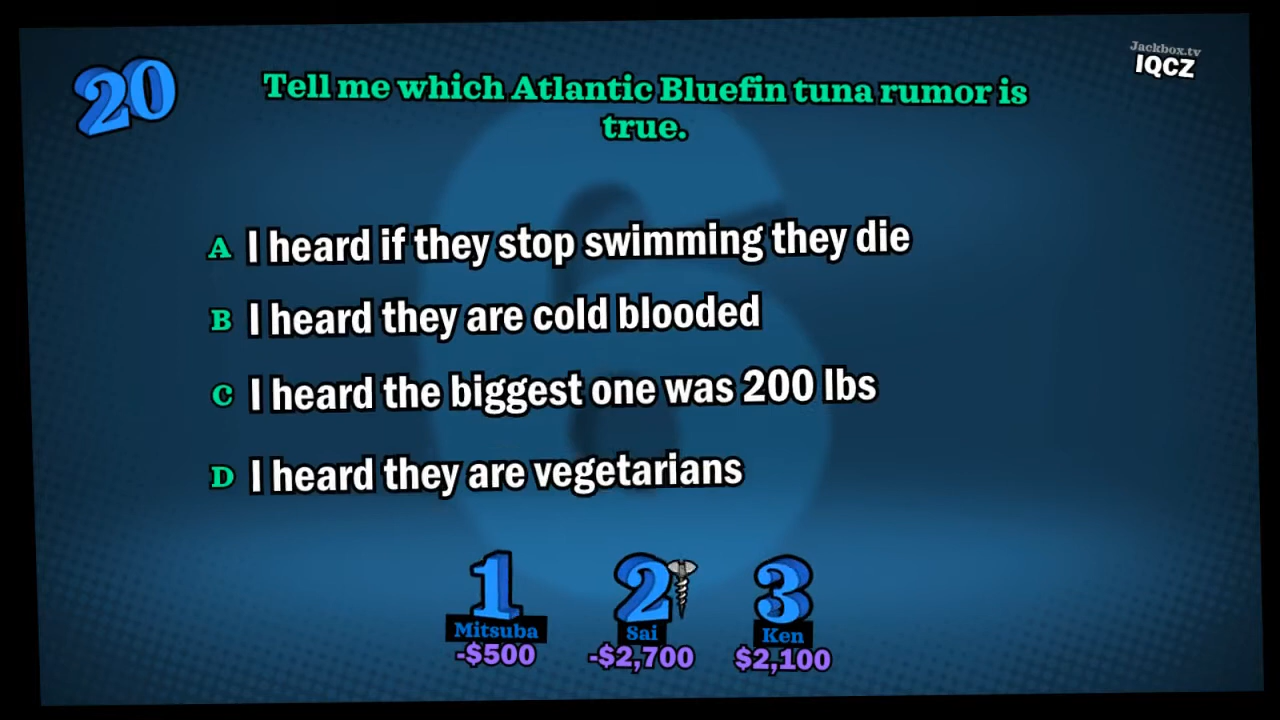 20
Jackbox.tv
IQCZ
Tell me which Atlantic Bluefin tuna rumor is
true.
A I heard if they stop swimming they die
B I heard they are cold blooded
C I heard the biggest one was 200 lbs
D I heard they are vegetarians
6
1 2 3
Mitsuba Sai Ken
-$500 -$2,700 $2,100